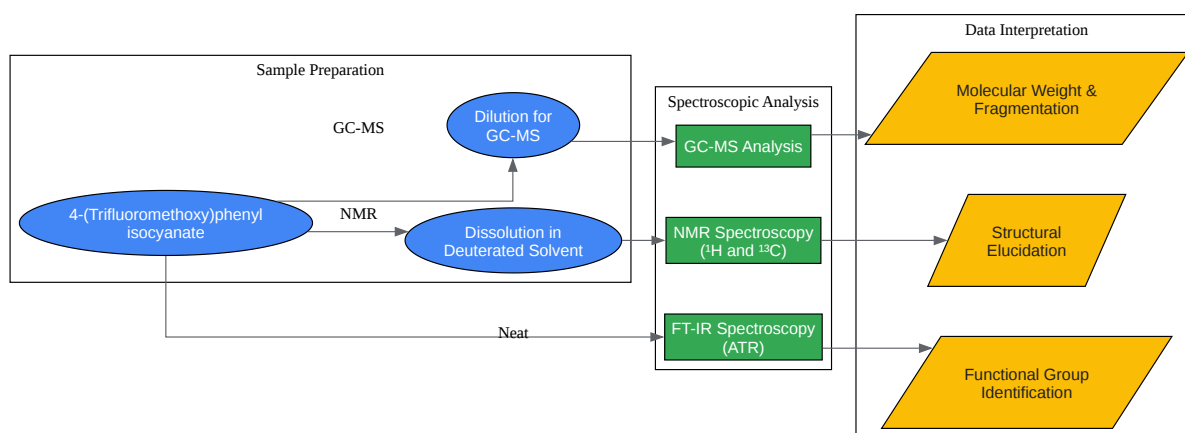 Data Interpretation
Sample Preparation
Molecular Weight &
Fragmentation
Spectroscopic Analysis
Dilution for
GC-MS
GC-MS
GC-MS Analysis
4-(Trifluoromethoxy)phenyl
isocyanate
NMR
Dissolution in
Deuterated Solvent
NMR Spectroscopy
(¹H and ¹³C)
Structural
Elucidation
Neat
FT-IR Spectroscopy
(ATR)
Functional Group
Identification